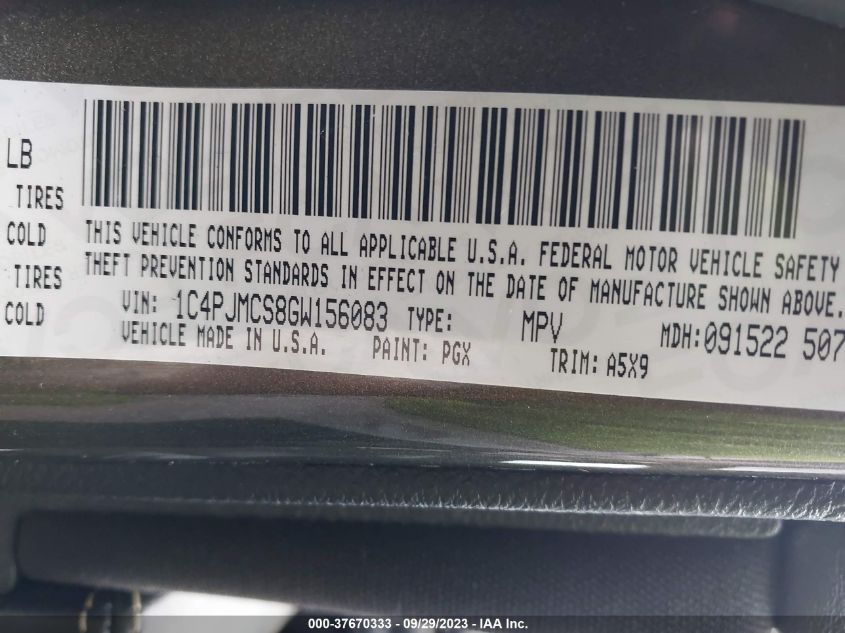 LB
TIRES
COLD
TIRES
COLD
THIS VEHICLE CONFORMS TO ALL APPLICABLE U.S.A. FEDERAL MOTOR VEHICLE SAFETY
THEFT PREVENTION STANDARDS IN EFFECT ON THE DATE OF MANUFACTURE SHOWN ABOVE.
VIN: 1C4PJMCS8GW156083 TYPE: MPV MDH:091522 507
VEHICLE MADE IN U.S.A. PAINT: PGX TRIM: A5X9
000-37670333 - 09/29/2023 - IAA Inc.